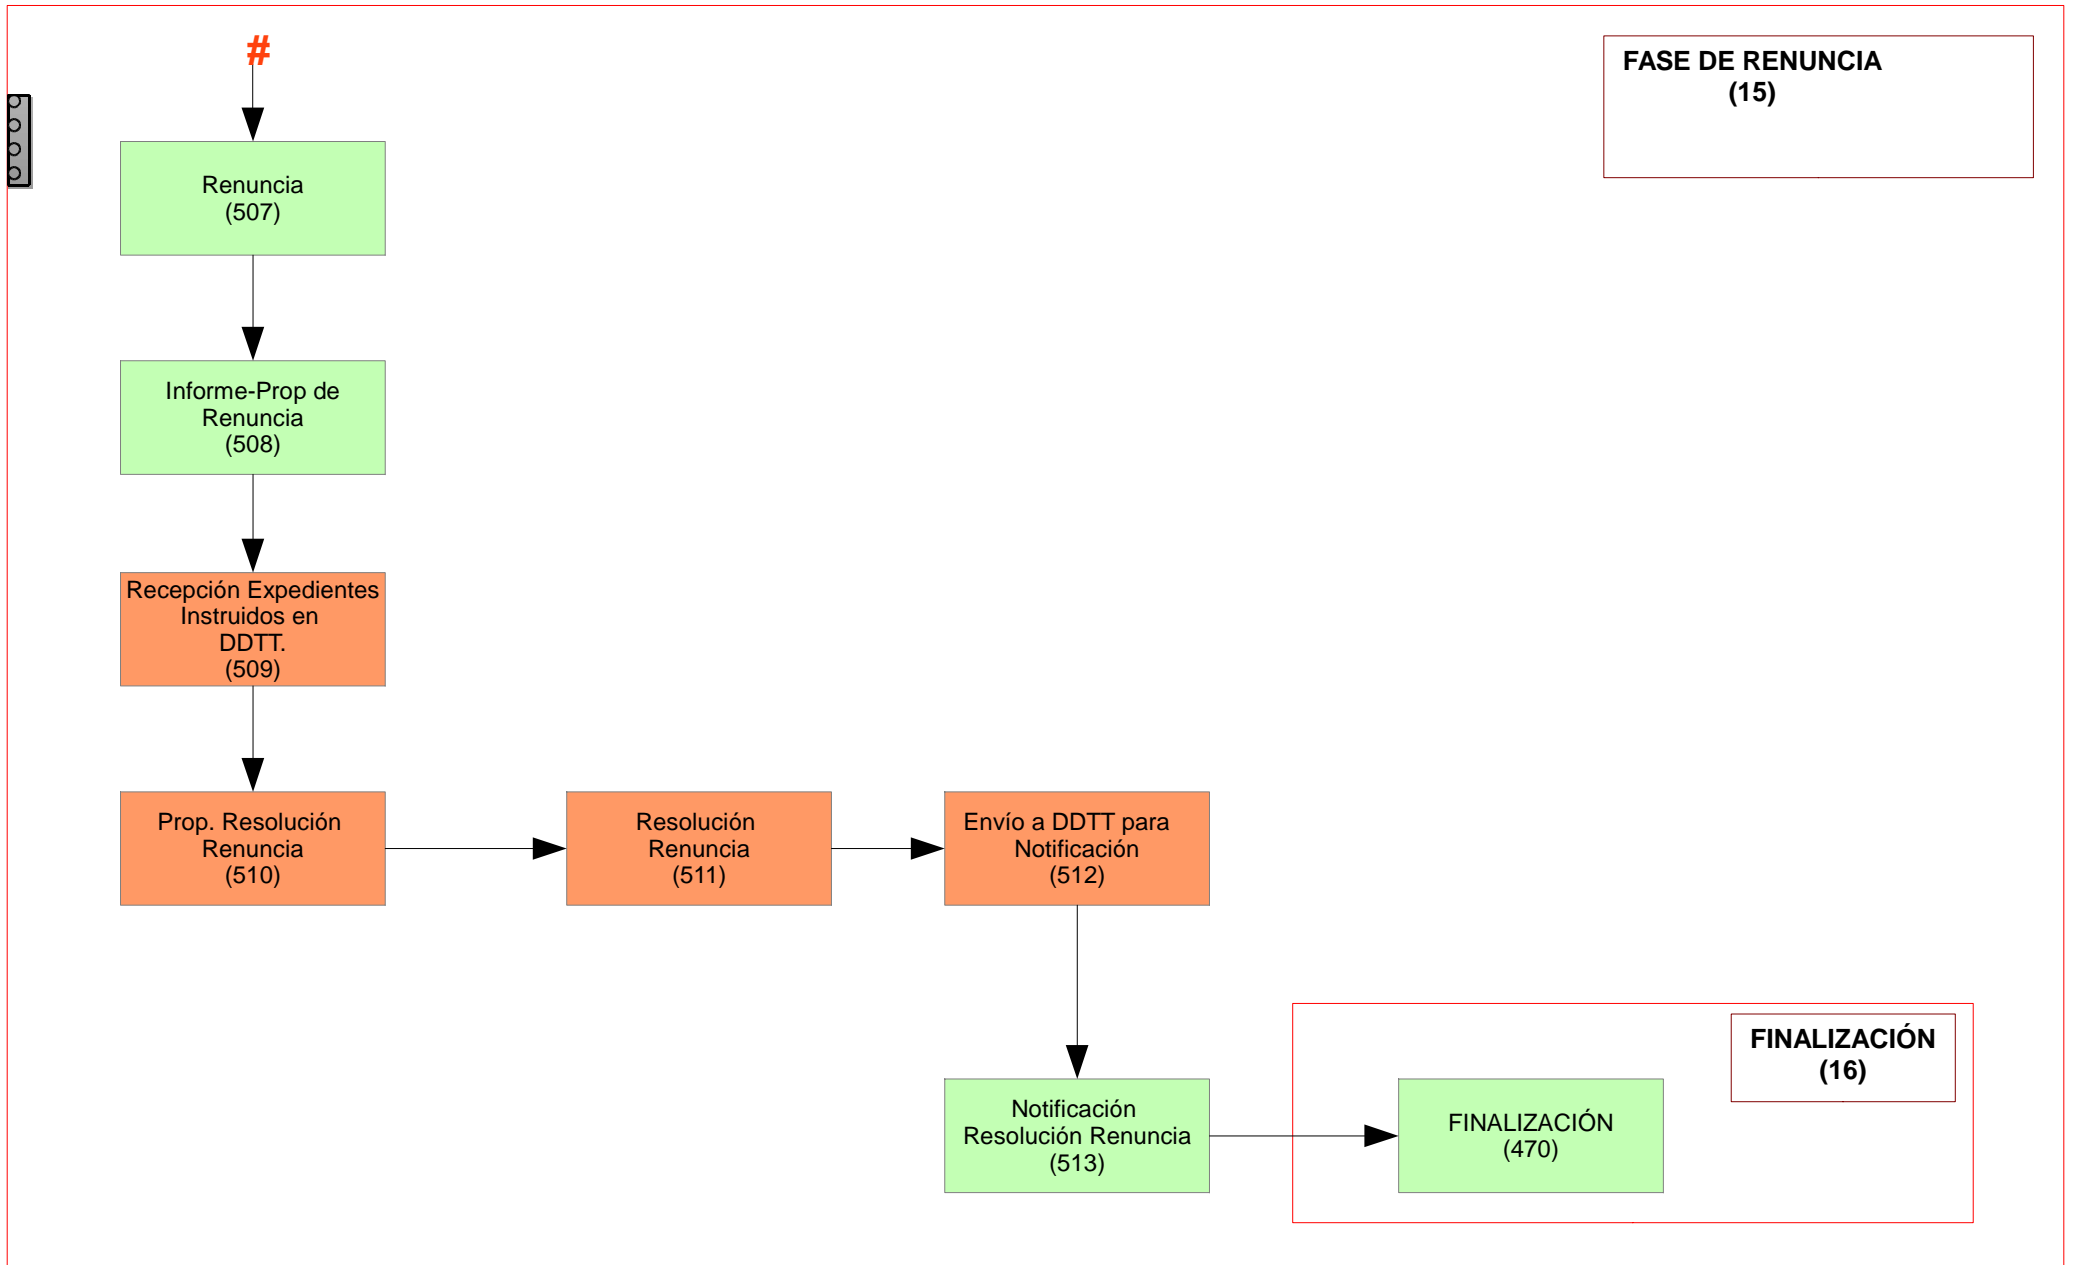 #
FASE DE RENUNCIA
(15)
Renuncia
(507)
Informe-Prop de
Renuncia
(508)
Recepción Expedientes
Instruidos en
DDTT.
(509)
Prop. Resolución
Renuncia
(510)
Resolución
Renuncia
(511)
Envío a DDTT para
Notificación
(512)
FINALIZACIÓN
(16)
Notificación
Resolución Renuncia
(513)
FINALIZACIÓN
(470)